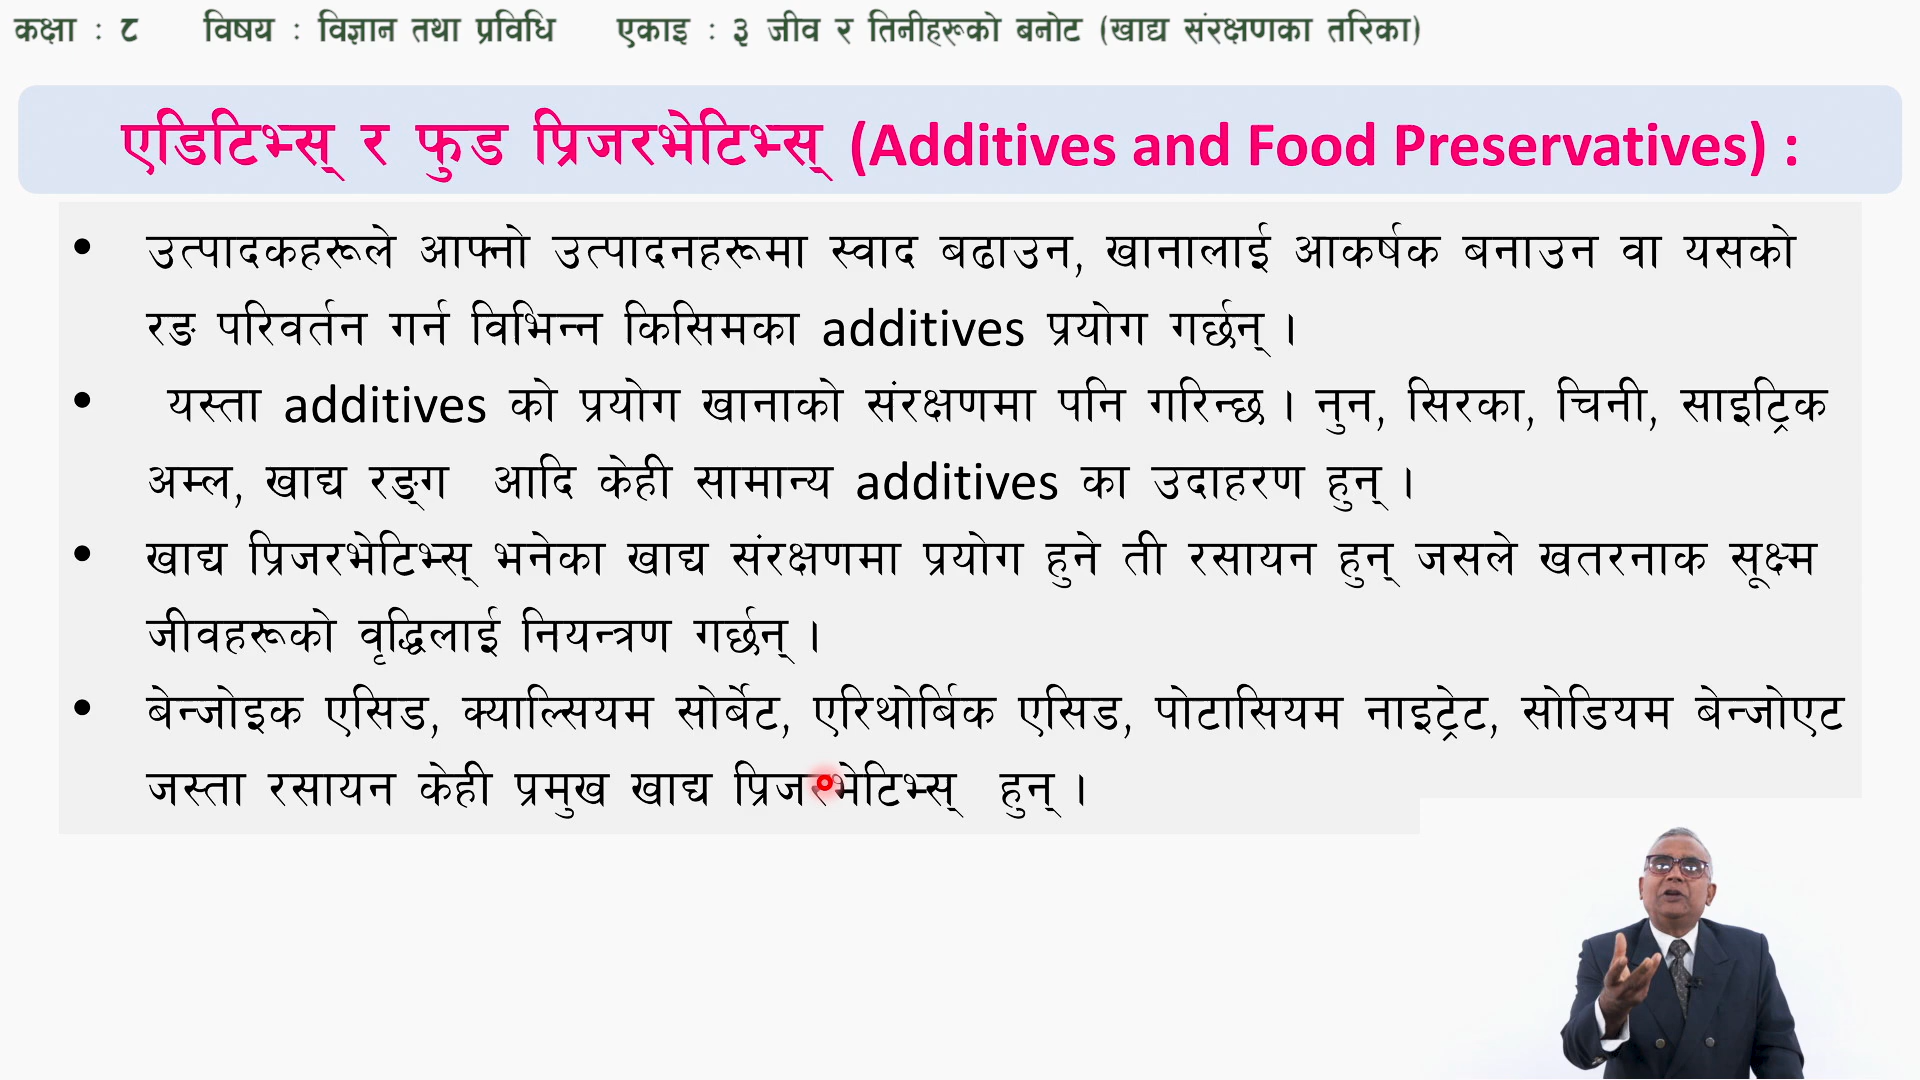 कक्षा : ८ विषय : विज्ञान तथा प्रविधि एकाइ : ३ जीव र तिनीहरूको बनोट (खाद्य संरक्षणका तरिका)
एडिटिभ्स् र फुड प्रिजरभेटिभ्स् (Additives and Food Preservatives) :
• उत्पादकहरूले आफ्नो उत्पादनहरूमा स्वाद बढाउन, खानालाई आकर्षक बनाउन वा यसको
रङ परिवर्तन गर्न विभिन्न किसिमका additives प्रयोग गर्छन् ।
• यस्ता additives को प्रयोग खानाको संरक्षणमा पनि गरिन्छ । नुन, सिरका, चिनी, साइट्रिक
अम्ल, खाद्य रङ्ग आदि केही सामान्य additives का उदाहरण हुन् ।
• खाद्य प्रिजरभेटिभ्स् भनेका खाद्य संरक्षणमा प्रयोग हुने ती रसायन हुन् जसले खतरनाक सूक्ष्म
जीवहरूको वृद्धिलाई नियन्त्रण गर्छन् ।
• बेन्जोइक एसिड, क्याल्सियम सोर्बेट, एरिथोर्बिक एसिड, पोटासियम नाइट्रेट, सोडियम बेन्जोएट
जस्ता रसायन केही प्रमुख खाद्य प्रिजरभेटिभ्स् हुन् ।